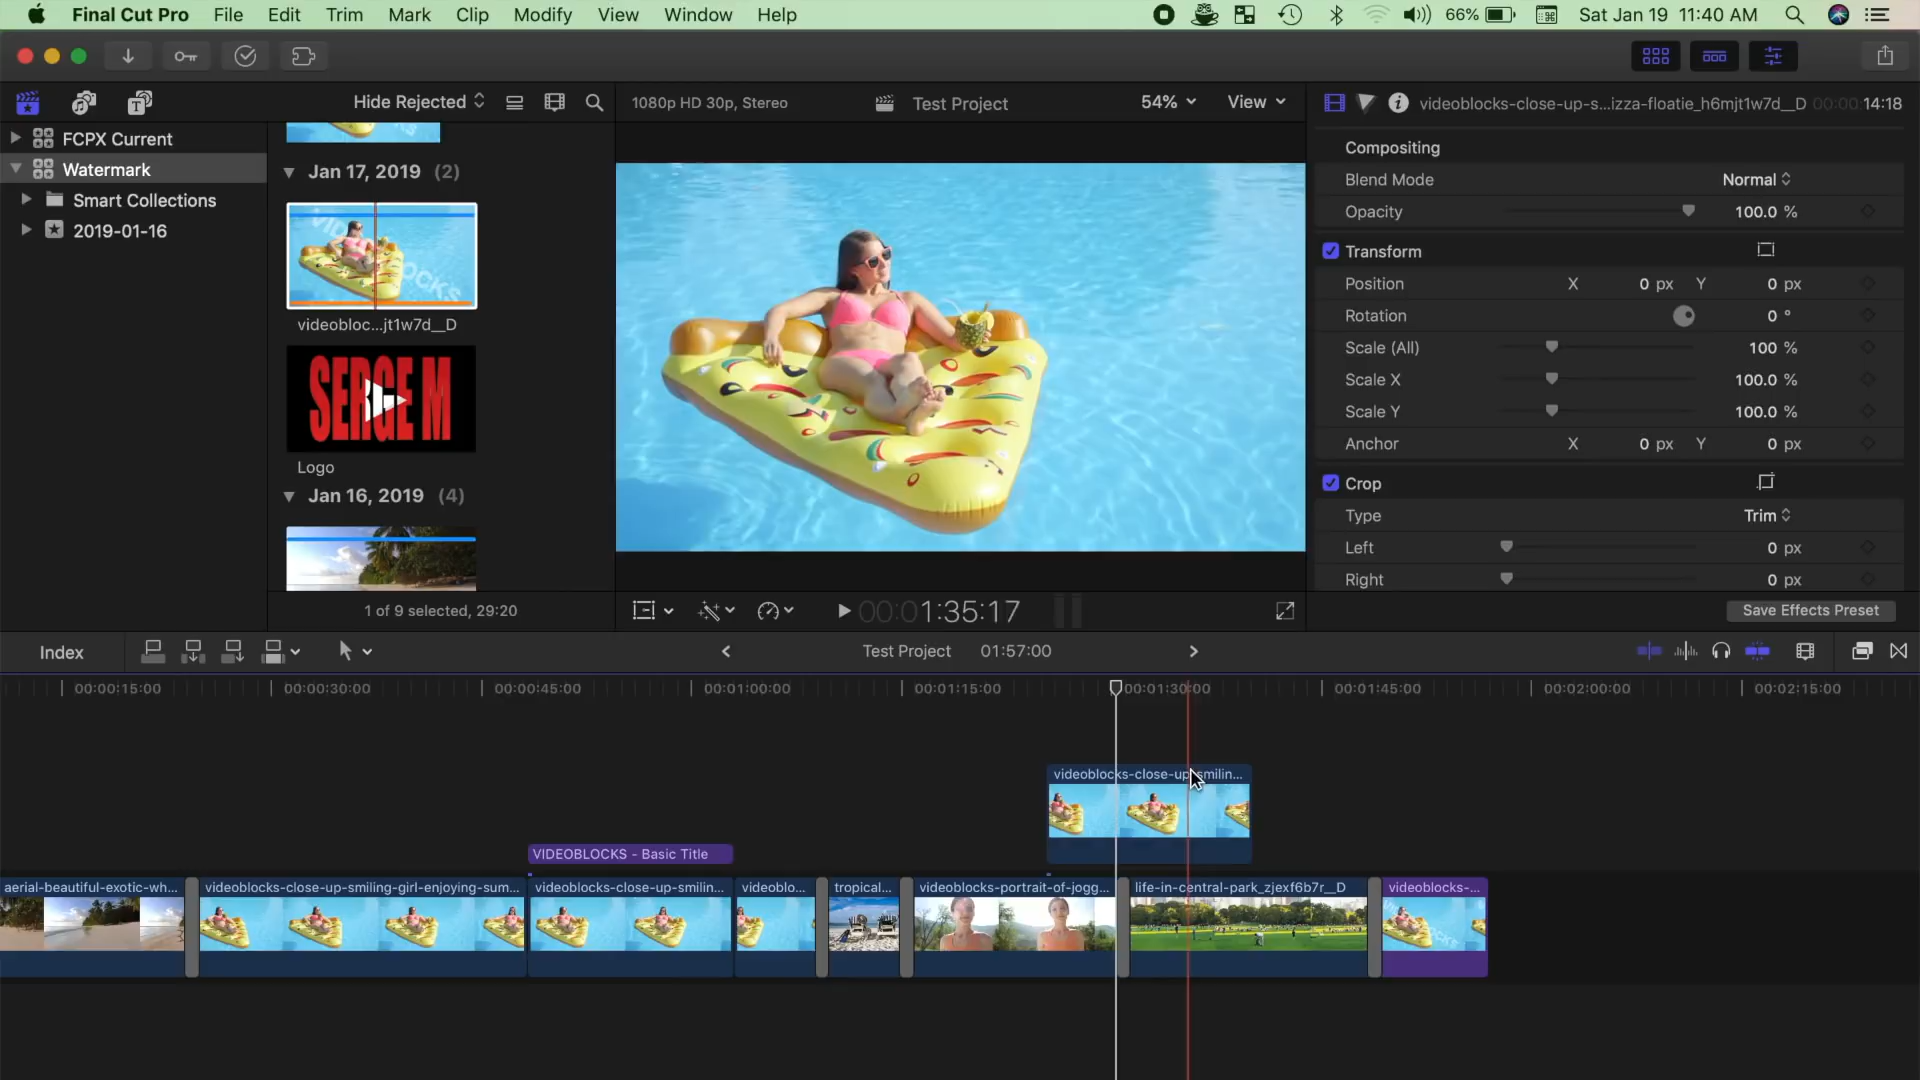 Final Cut Pro File Edit Trim Mark Clip Modify View Window Help 66% Sat Jan 19 11:40 AM
Hide Rejected
1080p HD 30p, Stereo Test Project 54% View
videoblocks-close-up-s...izza-floatie_h6mjt1w7d__D 00:00:14:18
FCPX Current
Watermark
Smart Collections
2019-01-16
Jan 17, 2019 (2)
videobloc...jt1w7d__D
SERGE M
Logo
Jan 16, 2019 (4)
1 of 9 selected, 29:20
Compositing
Blend Mode Normal
Opacity 100.0 %
Transform
Position X 0 px Y 0 px
Rotation 0 °
Scale (All) 100 %
Scale X 100.0 %
Scale Y 100.0 %
Anchor X 0 px Y 0 px
Crop
Type Trim
Left 0 px
Right 0 px
Save Effects Preset
00:01:35:17
Index
Test Project 01:57:00
00:00:15:00 00:00:30:00 00:00:45:00 00:01:00:00 00:01:15:00 00:01:30:00 00:01:45:00 00:02:00:00 00:02:15:00
videoblocks-close-up-smilin...
VIDEOBLOCKS - Basic Title
aerial-beautiful-exotic-wh... videoblocks-close-up-smiling-girl-enjoying-sum... videoblocks-close-up-smilin... videoblo... tropical... videoblocks-portrait-of-jogg... life-in-central-park_zjexf6b7r__D videoblocks-...